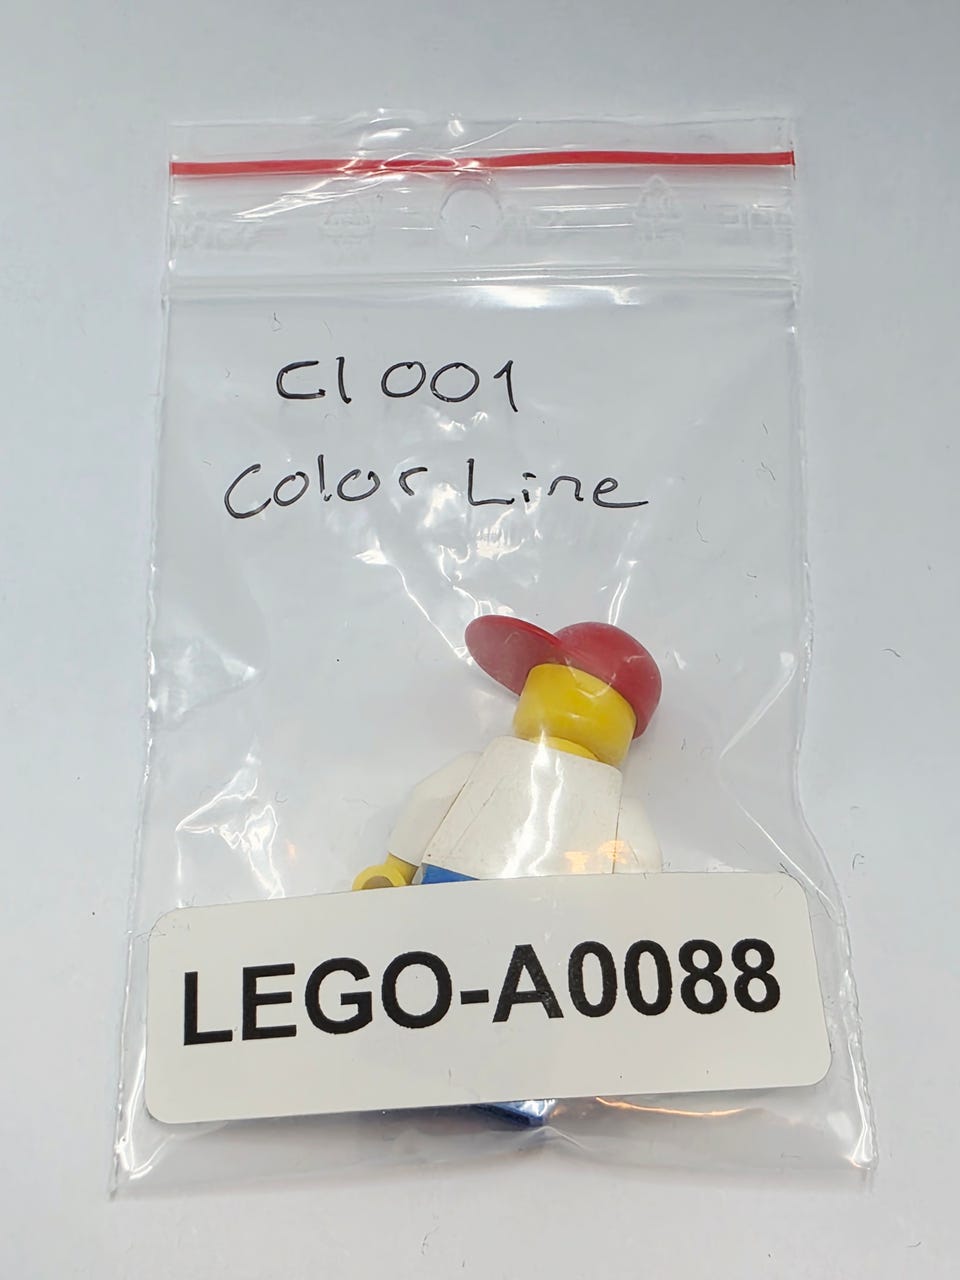 Cl 001
Color Line
LEGO-A0088